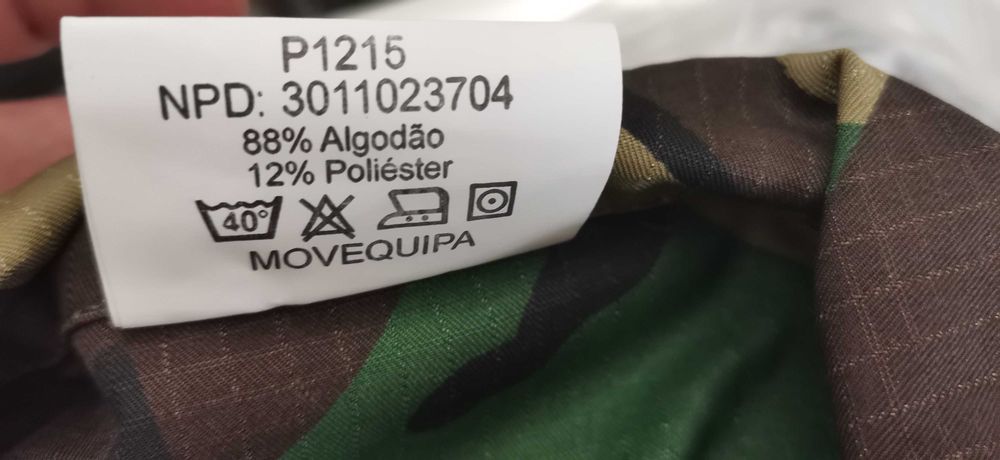 P1215
NPD: 3011023704
88% Algodão
12% Poliéster
40°
MOVEQUIPA